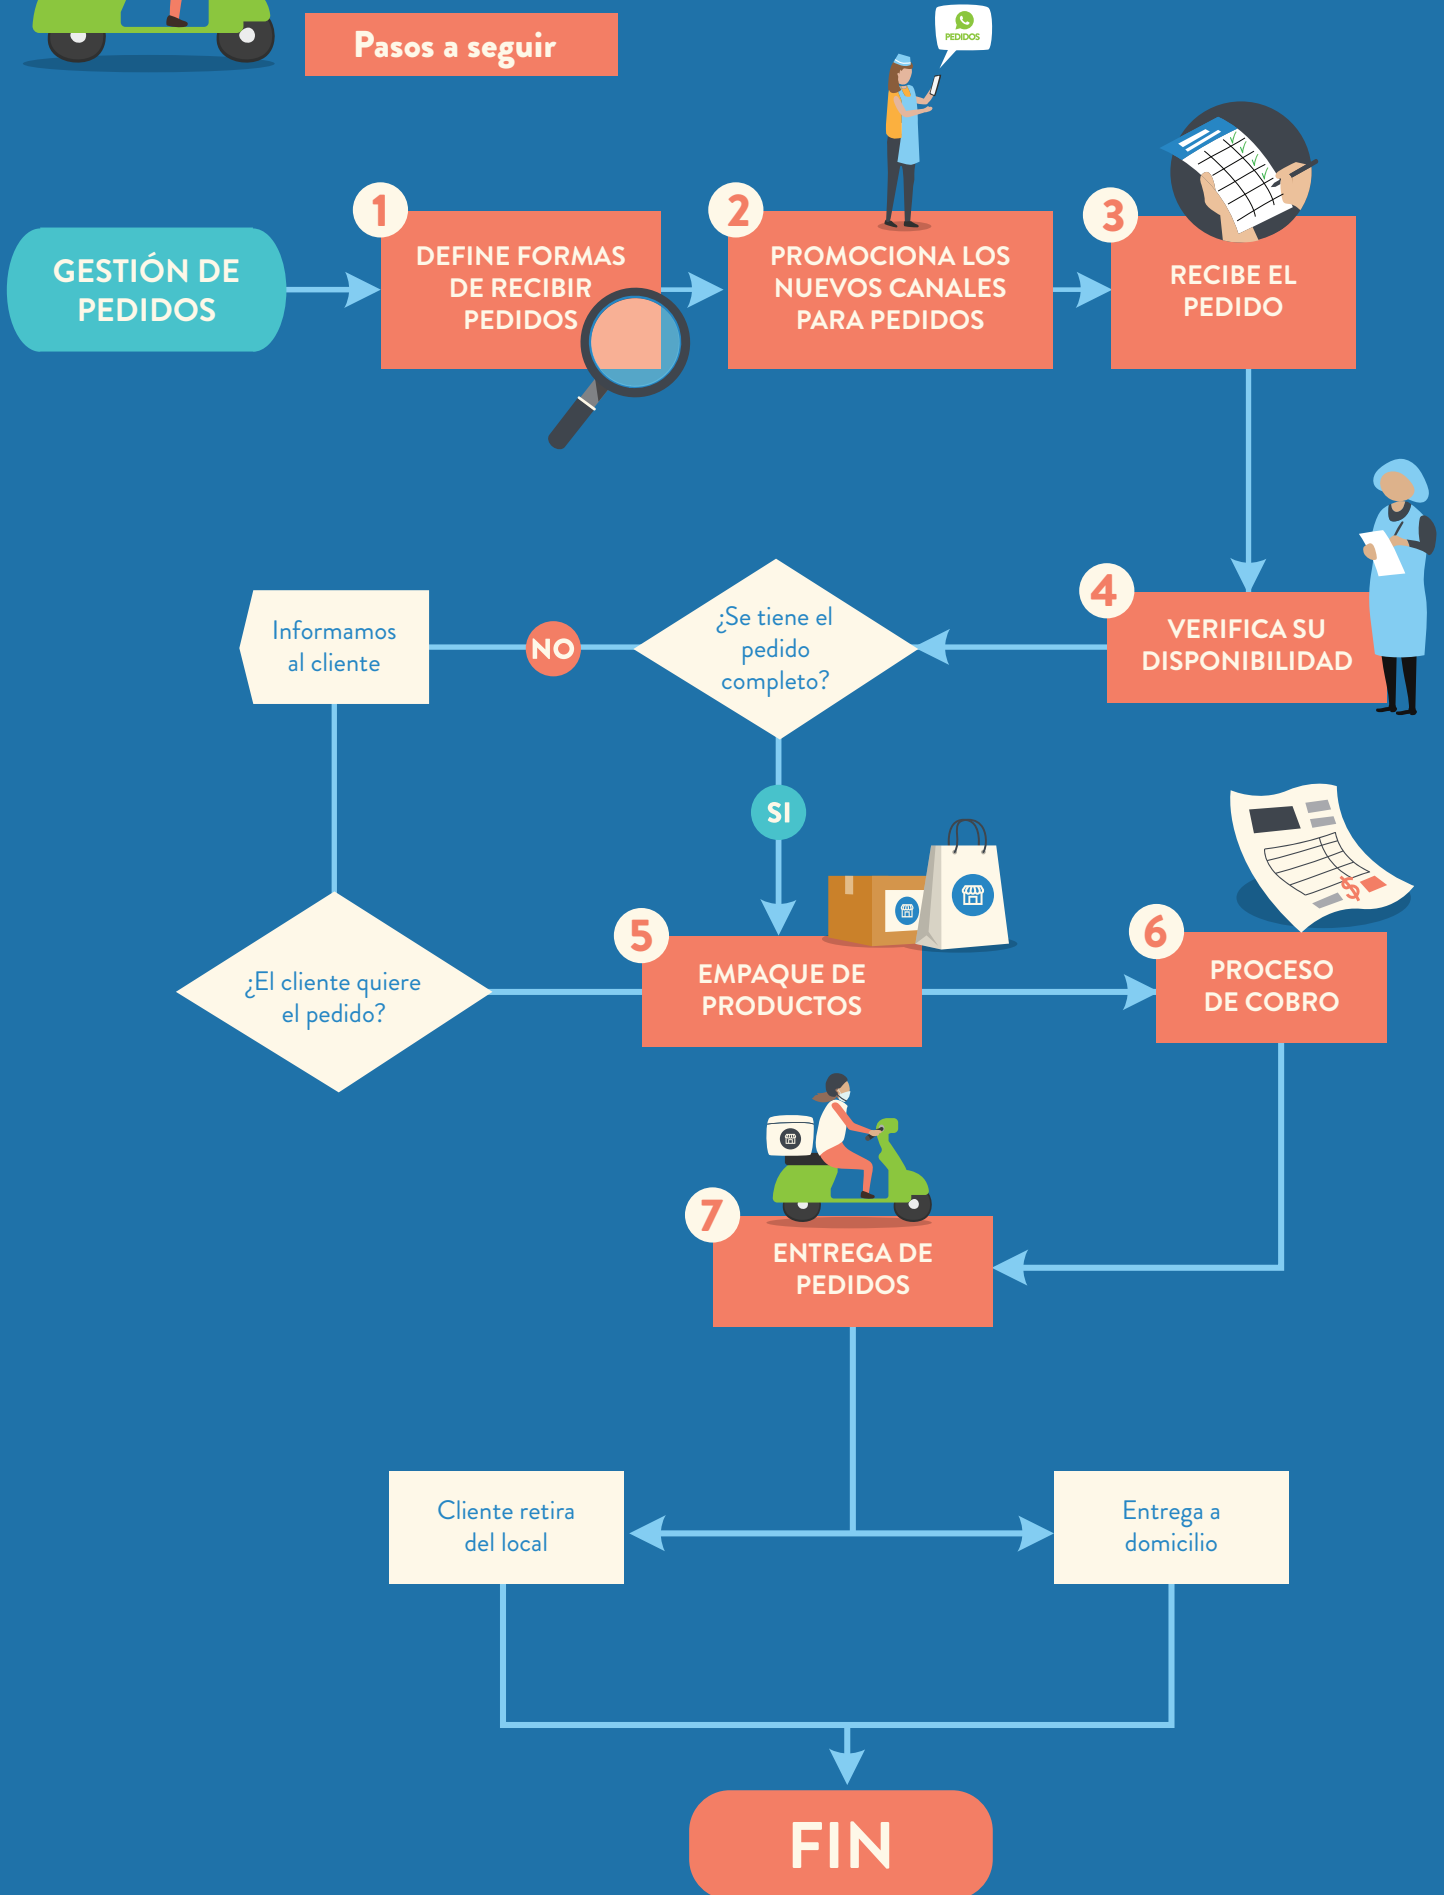 Pasos a seguir
PEDIDOS
GESTIÓN DE
PEDIDOS
1
DEFINE FORMAS
DE RECIBIR
PEDIDOS
2
PROMOCIONA LOS
NUEVOS CANALES
PARA PEDIDOS
3
RECIBE EL
PEDIDO
4
VERIFICA SU
DISPONIBILIDAD
¿Se tiene el
pedido
completo?
NO
Informamos
al cliente
SI
¿El cliente quiere
el pedido?
5
EMPAQUE DE
PRODUCTOS
6
PROCESO
DE COBRO
$
7
ENTREGA DE
PEDIDOS
Cliente retira
del local
Entrega a
domicilio
FIN